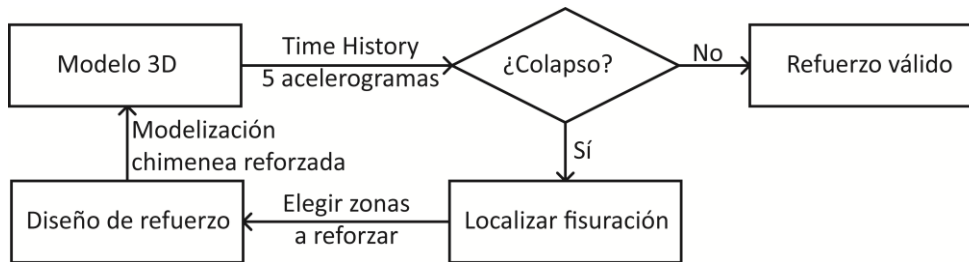 Modelo 3D
Time History
5 acelerogramas
¿Colapso?
No
Refuerzo válido
Modelización
chimenea reforzada
Sí
Diseño de refuerzo
Elegir zonas
a reforzar
Localizar fisuración